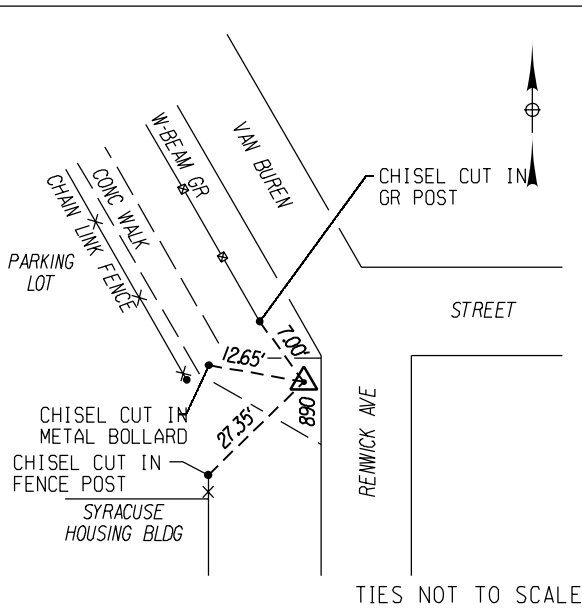 VAN BUREN
W-BEAM GR
CONC WALK
CHAIN LINK FENCE
CHISEL CUT IN
GR POST
PARKING
LOT
STREET
7.00'
12.65'
27.35'
890
CHISEL CUT IN
METAL BOLLARD
CHISEL CUT IN
FENCE POST
RENWICK AVE
SYRACUSE
HOUSING BLDG
TIES NOT TO SCALE